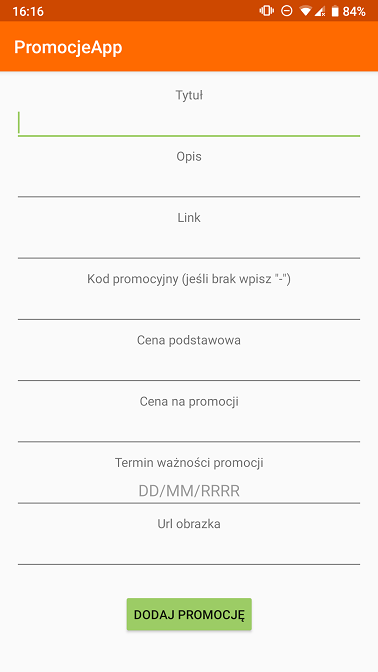 16:16 84%
PromocjeApp
Tytuł
Opis
Link
Kod promocyjny (jeśli brak wpisz "-")
Cena podstawowa
Cena na promocji
Termin ważności promocji
DD/MM/RRRR
Url obrazka
DODAJ PROMOCJĘ